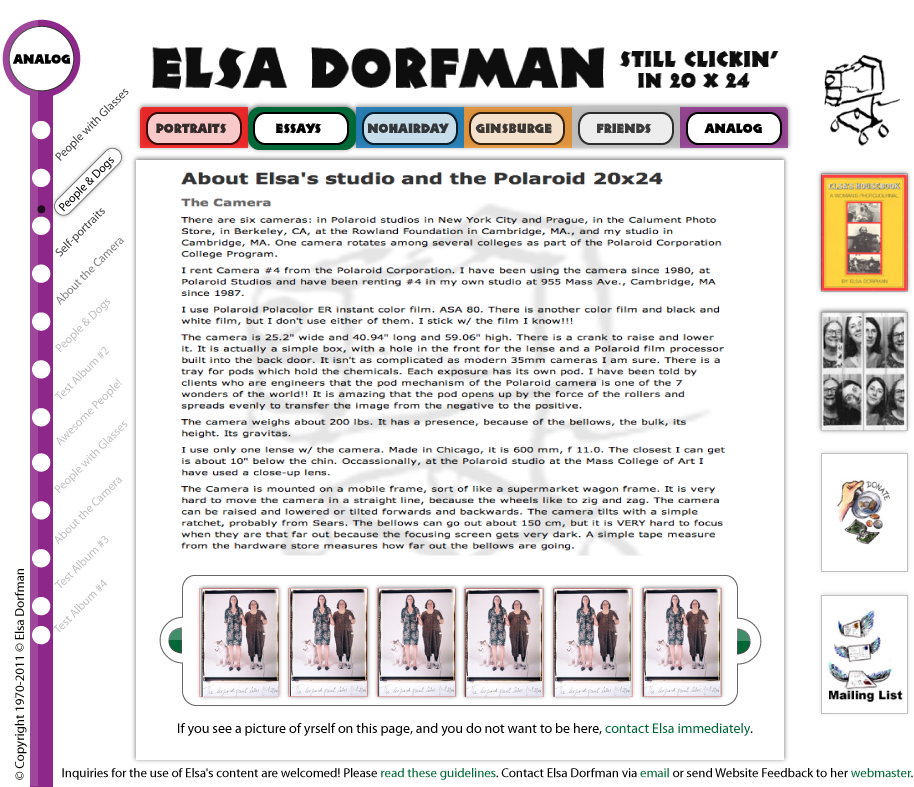 ANALOG
ELSA DORFMAN
STILL CLICKIN'
IN 20 X 24
PORTRAITS
ESSAYS
NOHAIRDAY
GINSBURGE
FRIENDS
ANALOG
People with Glasses
People & Dogs
Self-portraits
About the Camera
People & Dogs
Test Album #2
Awesome People!
People with Glasses
About the Camera
Test Album #3
Test Album #4
© Copyright 1970-2011 © Elsa Dorfman
About Elsa's studio and the Polaroid 20x24
The Camera
There are six cameras: in Polaroid studios in New York City and Prague, in the Calument Photo
Store, in Berkeley, CA, at the Rowland Foundation in Cambridge, MA., and my studio in
Cambridge, MA. One camera rotates among several colleges as part of the Polaroid Corporation
College Program.
I rent Camera #4 from the Polaroid Corporation. I have been using the camera since 1980, at
Polaroid Studios and have been renting #4 in my own studio at 955 Mass Ave., Cambridge, MA
since 1987.
I use Polaroid Polacolor ER instant color film. ASA 80. There is another color film and black and
white film, but I don't use either of them. I stick w/ the film I know!!!
The camera is 25.2" wide and 40.94" long and 59.06" high. There is a crank to raise and lower
it. It is actually a simple box, with a hole in the front for the lense and a Polaroid film processor
built into the back door. It isn't as complicated as modern 35mm cameras I am sure. There is a
tray for pods which hold the chemicals. Each exposure has its own pod. I have been told by
clients who are engineers that the pod mechanism of the Polaroid camera is one of the 7
wonders of the world!! It is amazing that the pod opens up by the force of the rollers and
spreads evenly to transfer the image from the negative to the positive.
The camera weighs about 200 lbs. It has a presence, because of the bellows, the bulk, its
height. Its gravitas.
I use only one lense w/ the camera. Made in Chicago, it is 600 mm, f 11.0. The closest I can get
is about 10" below the chin. Occassionally, at the Polaroid studio at the Mass College of Art I
have used a close-up lens.
The Camera is mounted on a mobile frame, sort of like a supermarket wagon frame. It is very
hard to move the camera in a straight line, because the wheels like to zig and zag. The camera
can be raised and lowered or tilted forwards and backwards. The camera tilts with a simple
ratchet, probably from Sears. The bellows can go out about 150 cm, but it is VERY hard to focus
when they are that far out because the focusing screen gets very dark. A simple tape measure
from the hardware store measures how far out the bellows are going.
If you see a picture of yrself on this page, and you do not want to be here, contact Elsa immediately.
Inquiries for the use of Elsa's content are welcomed! Please read these guidelines. Contact Elsa Dorfman via email or send Website Feedback to her webmaster.
ELSA'S HOUSEBOOK
A WOMAN'S PHOTOJOURNAL
BY ELSA DORFMAN
DONATE
Mailing List